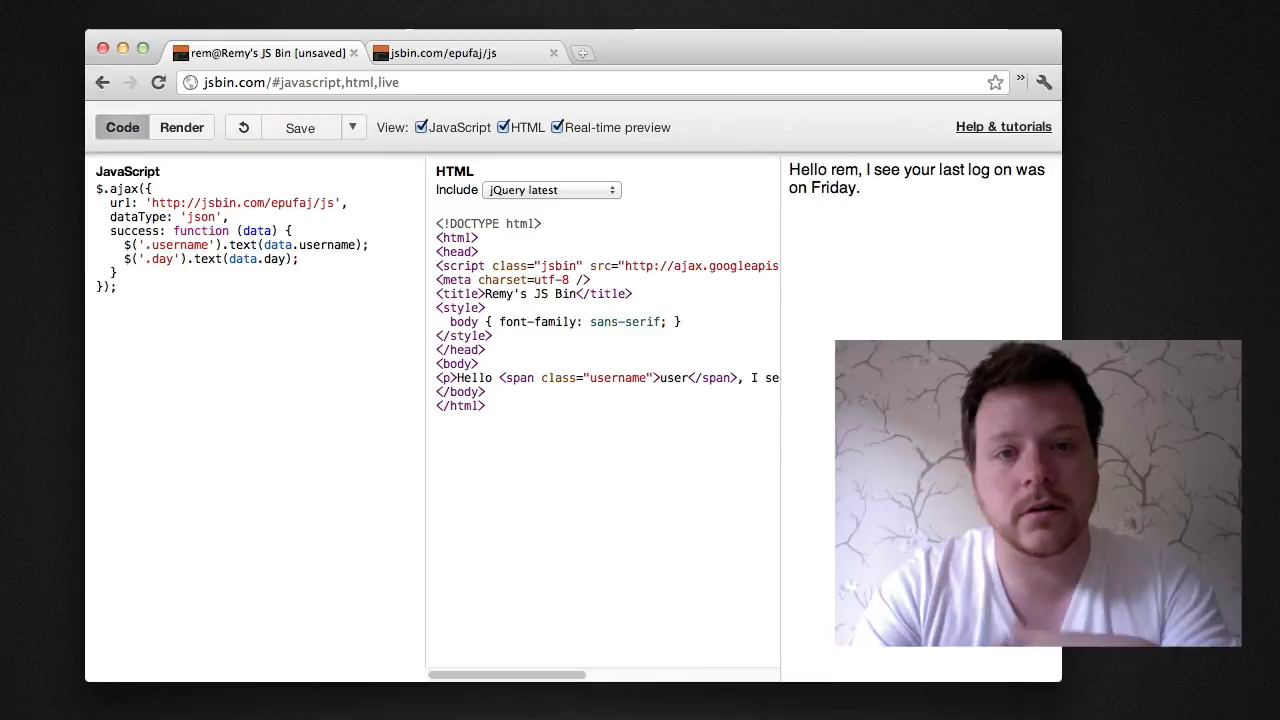 rem@Remy's JS Bin [unsaved]
jsbin.com/epufaj/js
jsbin.com/#javascript,html,live
Code
Render
Save
View:
JavaScript
HTML
Real-time preview
Help & tutorials
JavaScript
$.ajax({
url: 'http://jsbin.com/epufaj/js',
dataType: 'json',
success: function (data) {
$('.username').text(data.username);
$('.day').text(data.day);
}
});
HTML
Include
jQuery latest
<!DOCTYPE html>
<html>
<head>
<script class="jsbin" src="http://ajax.googleapis
<meta charset=utf-8 />
<title>Remy's JS Bin</title>
<style>
body { font-family: sans-serif; }
</style>
</head>
<body>
<p>Hello <span class="username">user</span>, I se
</body>
</html>
Hello rem, I see your last log on was
on Friday.